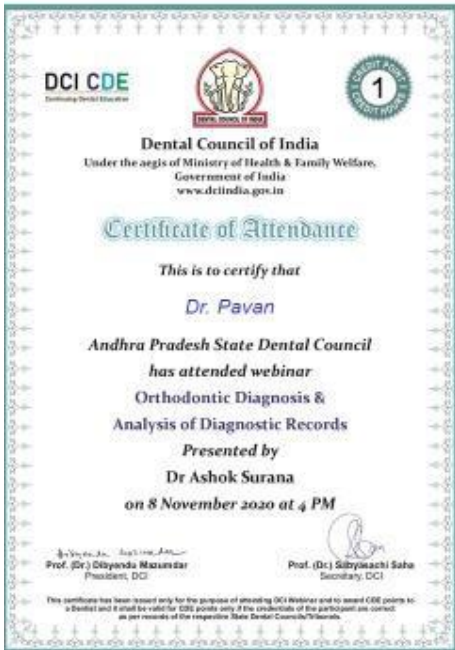 DCI CDE
Continuing Dental Education
DENTAL COUNCIL OF INDIA
CREDIT POINT
1
CREDIT HOURS
Dental Council of India
Under the aegis of Ministry of Health & Family Welfare,
Government of India
www.dciindia.gov.in
Certificate of Attendance
This is to certify that
Dr. Pavan
Andhra Pradesh State Dental Council
has attended webinar
Orthodontic Diagnosis &
Analysis of Diagnostic Records
Presented by
Dr Ashok Surana
on 8 November 2020 at 4 PM
Prof. (Dr.) Dibyendu Mazumdar
President, DCI
Prof. (Dr.) Sabyasachi Saha
Secretary, DCI
This certificate has been issued only for the purpose of attending DCI Webinar and to award CDE points to
a Dentist and it shall be valid for CDE points only if the credentials of the participant are correct
as per records of the respective State Dental Councils/Tribunals.